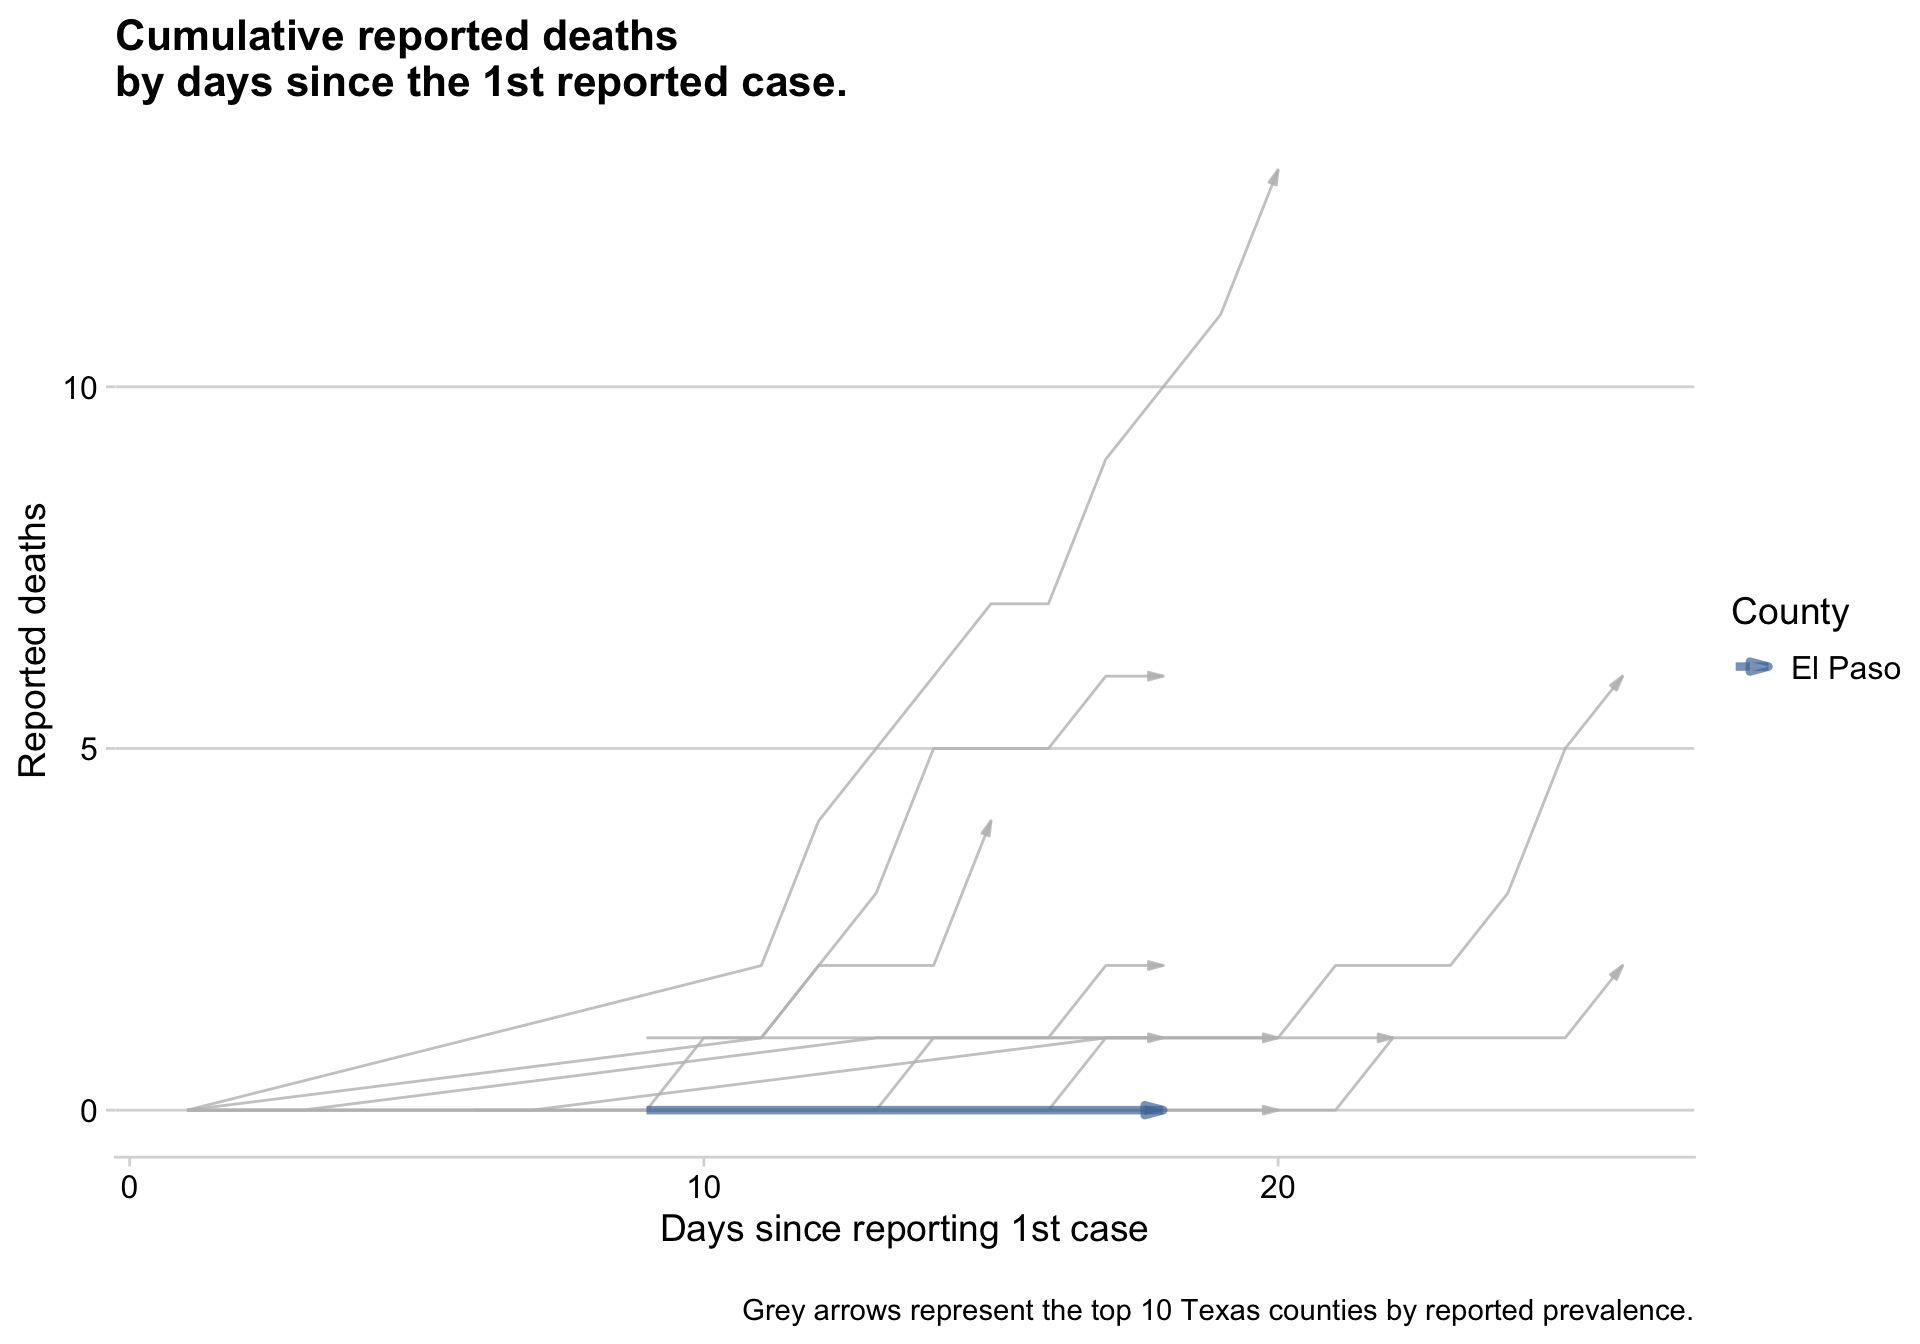 Cumulative reported deaths
by days since the 1st reported case.
Reported deaths
10
5
0
0
10
20
Days since reporting 1st case
County
El Paso
Grey arrows represent the top 10 Texas counties by reported prevalence.